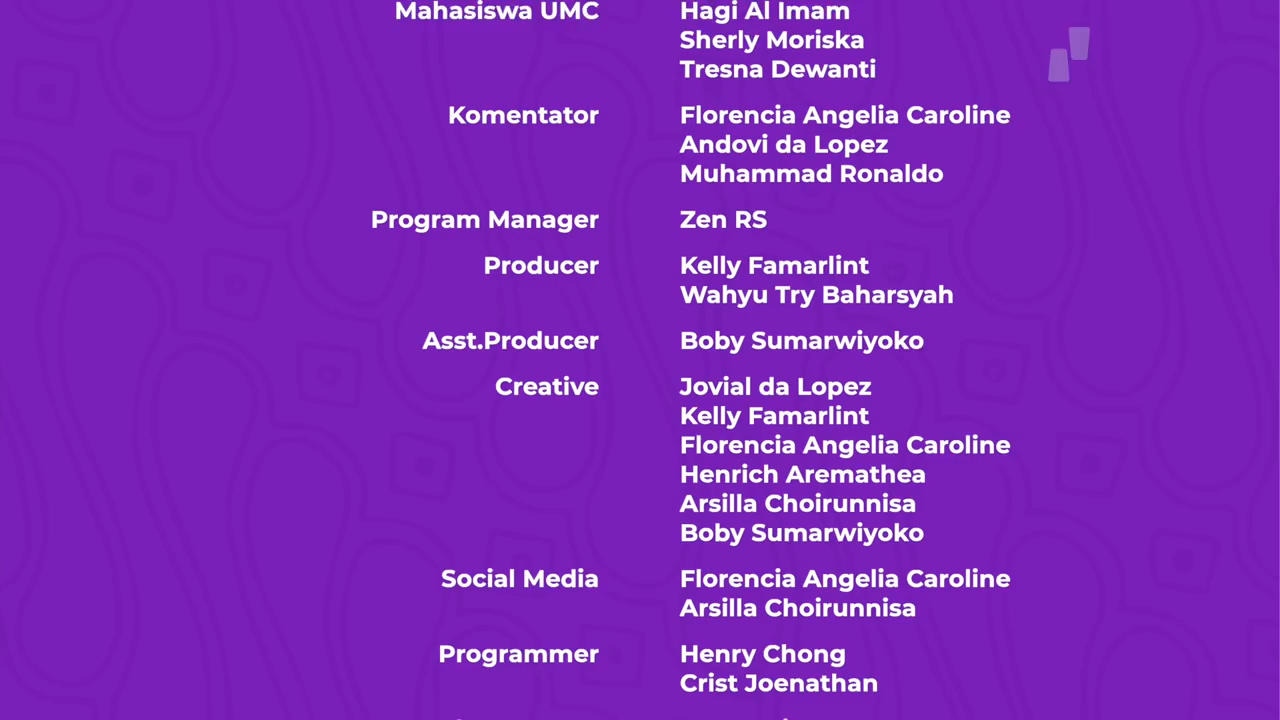 Mahasiswa UMC Hagi Al Imam
Sherly Moriska
Tresna Dewanti
Komentator Florencia Angelia Caroline
Andovi da Lopez
Muhammad Ronaldo
Program Manager Zen RS
Producer Kelly Famarlint
Wahyu Try Baharsyah
Asst.Producer Boby Sumarwiyoko
Creative Jovial da Lopez
Kelly Famarlint
Florencia Angelia Caroline
Henrich Aremathea
Arsilla Choirunnisa
Boby Sumarwiyoko
Social Media Florencia Angelia Caroline
Arsilla Choirunnisa
Programmer Henry Chong
Crist Joenathan